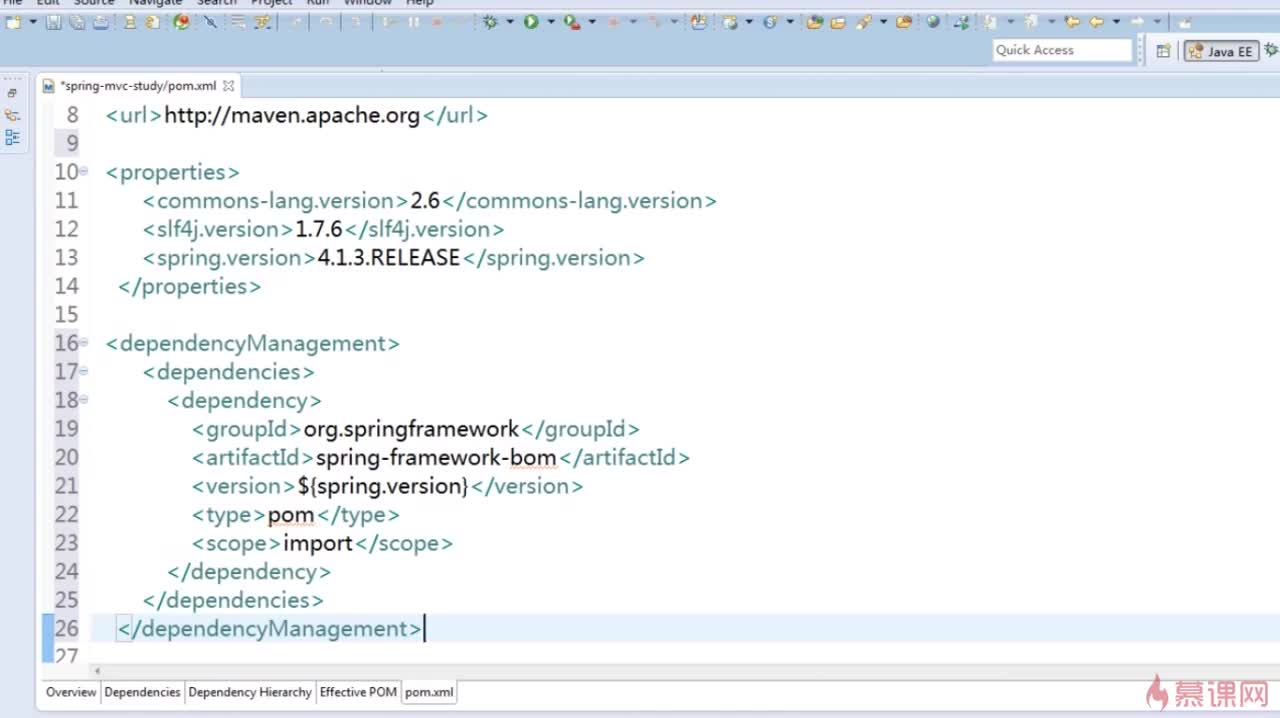 File Edit Source Navigate Search Project Run Window Help
Quick Access
Java EE
*spring-mvc-study/pom.xml
8 <url>http://maven.apache.org</url>
9
10 <properties>
11 <commons-lang.version>2.6</commons-lang.version>
12 <slf4j.version>1.7.6</slf4j.version>
13 <spring.version>4.1.3.RELEASE</spring.version>
14 </properties>
15
16 <dependencyManagement>
17 <dependencies>
18 <dependency>
19 <groupId>org.springframework</groupId>
20 <artifactId>spring-framework-bom</artifactId>
21 <version>${spring.version}</version>
22 <type>pom</type>
23 <scope>import</scope>
24 </dependency>
25 </dependencies>
26 </dependencyManagement>
27
Overview Dependencies Dependency Hierarchy Effective POM pom.xml
慕课网